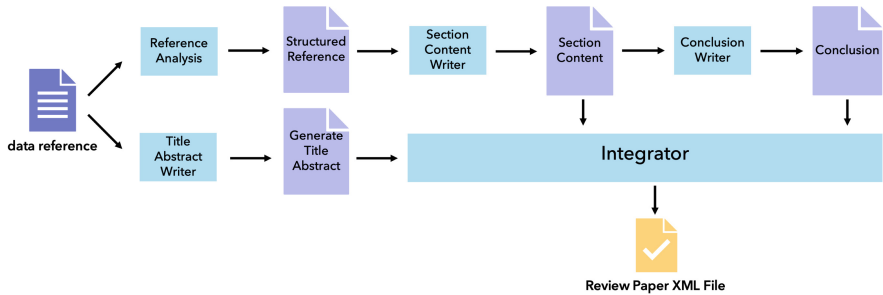 Reference
Analysis
Structured
Reference
Section
Content
Writer
Section
Content
Conclusion
Writer
Conclusion
data reference
Title
Abstract
Writer
Generate
Title
Abstract
Integrator
Review Paper XML File